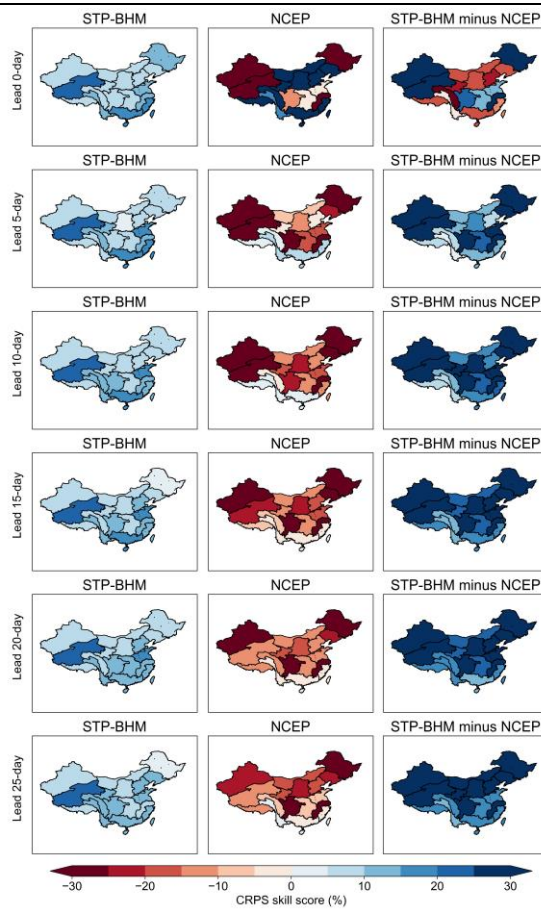 STP-BHM NCEP STP-BHM minus NCEP
Lead 0-day
STP-BHM NCEP STP-BHM minus NCEP
Lead 5-day
STP-BHM NCEP STP-BHM minus NCEP
Lead 10-day
STP-BHM NCEP STP-BHM minus NCEP
Lead 15-day
STP-BHM NCEP STP-BHM minus NCEP
Lead 20-day
STP-BHM NCEP STP-BHM minus NCEP
Lead 25-day
−30 −20 −10 0 10 20 30
CRPS skill score (%)